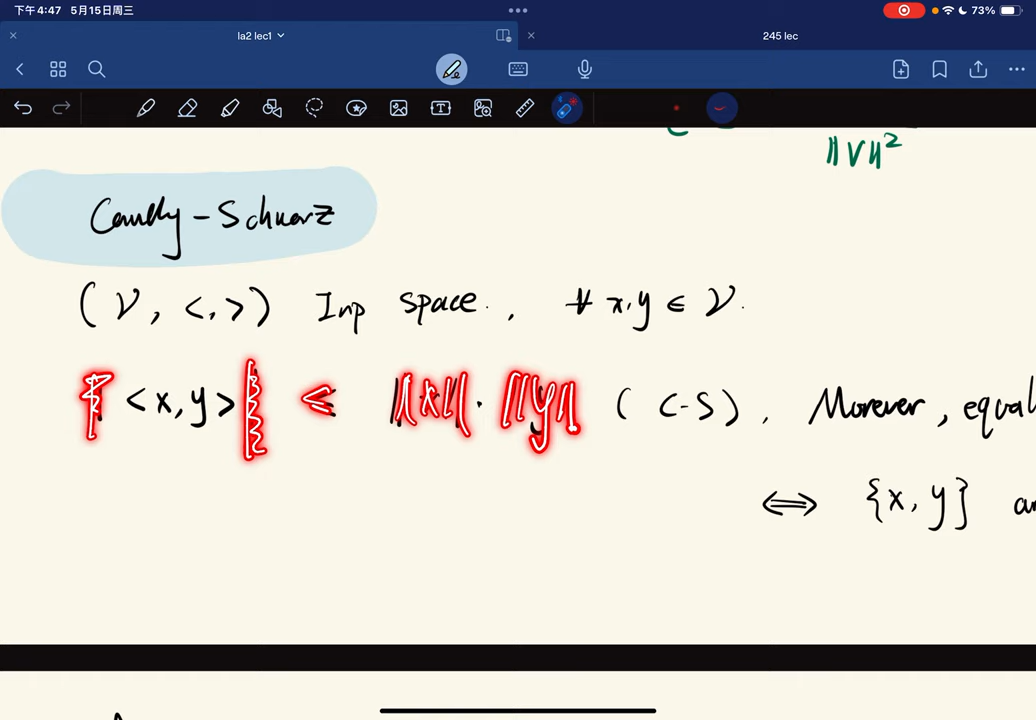 下午4:47 5月15日周三 73%
la2 lec1 245 lec
‖v‖²
Cauchy-Schwarz
(V, <,>) Inp space., ∀ x,y ∈ V.
|<x,y>| ≤ ‖x‖·‖y‖ (C-S), Morever, equal
⟺ {x, y} ar